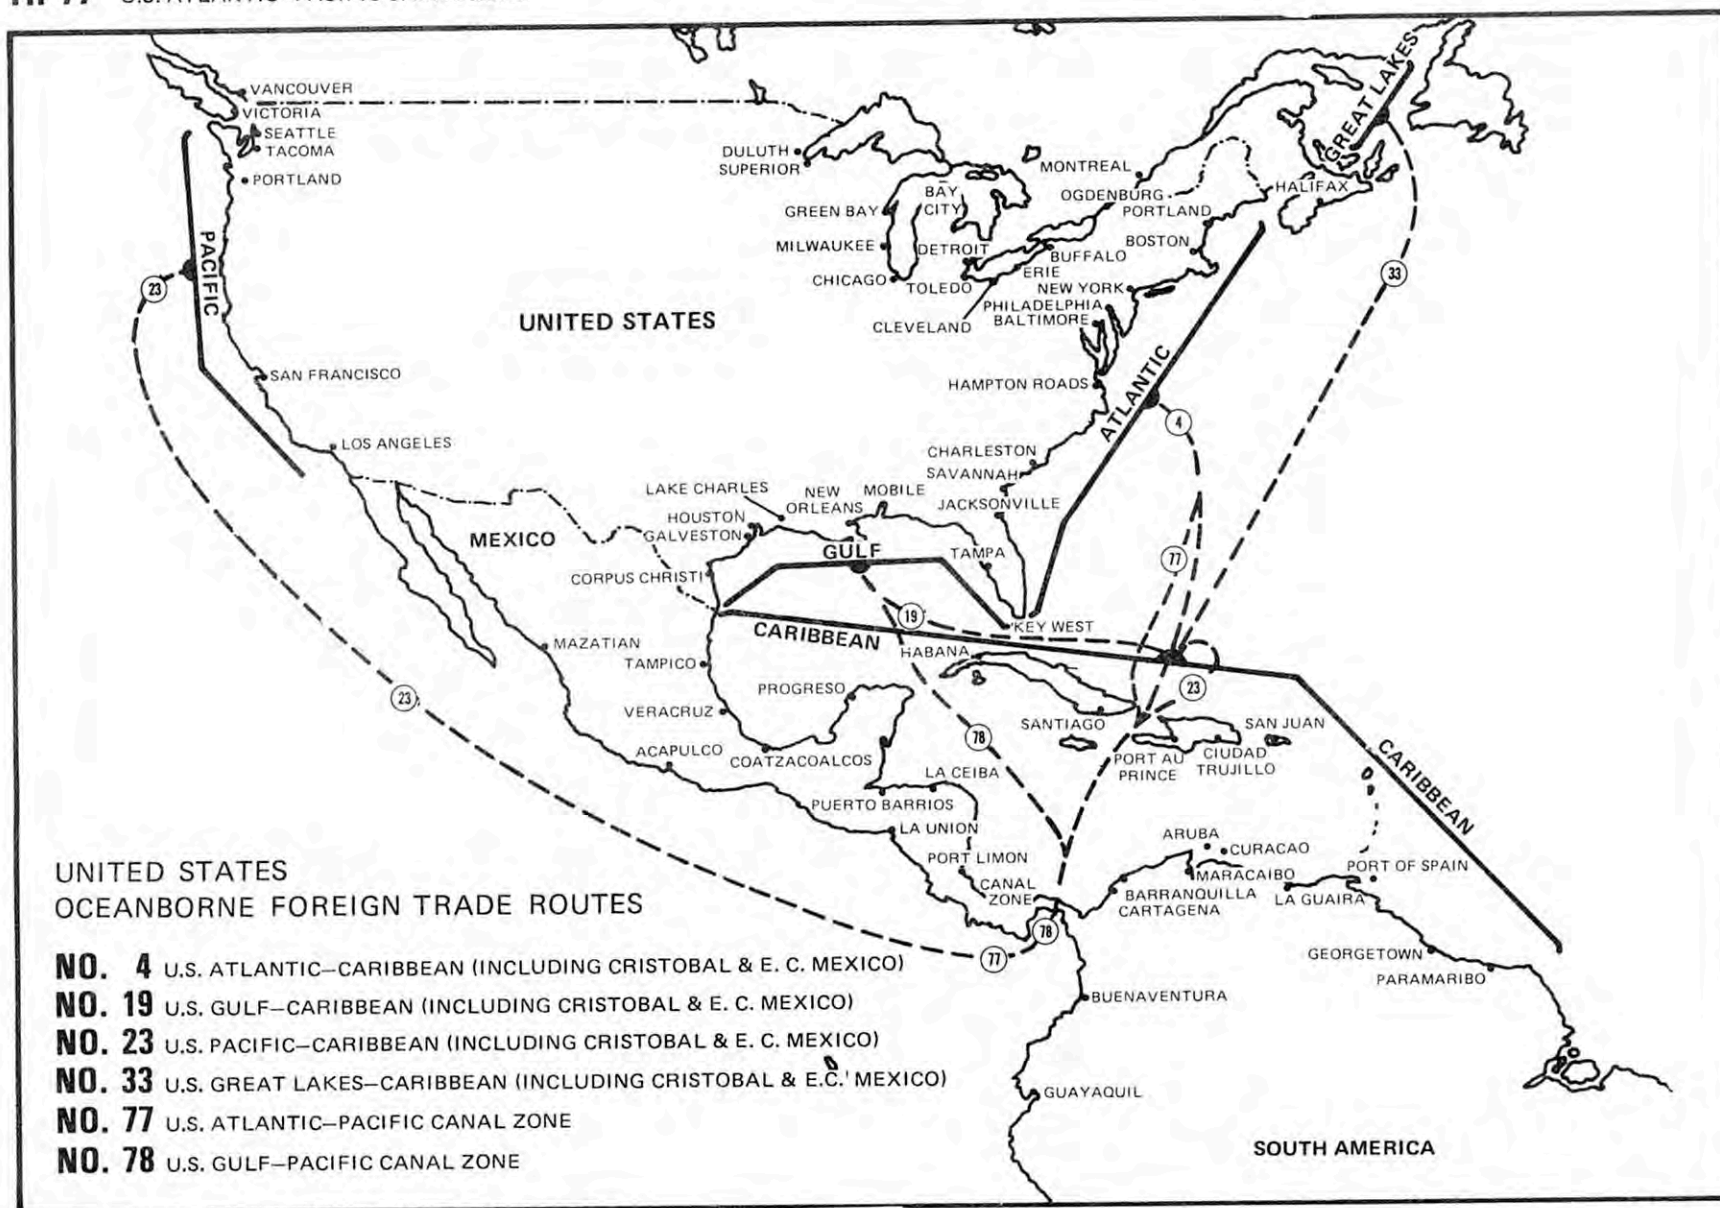 77
VANCOUVER
VICTORIA
SEATTLE
TACOMA
PORTLAND
PACIFIC
23
SAN FRANCISCO
LOS ANGELES
UNITED STATES
DULUTH
SUPERIOR
GREEN BAY
MILWAUKEE
CHICAGO
BAY
CITY
DETROIT
TOLEDO
CLEVELAND
ERIE
BUFFALO
MONTREAL
OGDENBURG
PORTLAND
BOSTON
NEW YORK
PHILADELPHIA
BALTIMORE
HAMPTON ROADS
HALIFAX
GREAT LAKES
33
ATLANTIC
4
CHARLESTON
SAVANNAH
JACKSONVILLE
LAKE CHARLES
NEW
ORLEANS
MOBILE
HOUSTON
GALVESTON
CORPUS CHRISTI
GULF
TAMPA
77
MEXICO
19
KEY WEST
CARIBBEAN
HABANA
MAZATIAN
TAMPICO
PROGRESO
VERACRUZ
23
23
SANTIAGO
SAN JUAN
78
ACAPULCO
COATZACOALCOS
PORT AU
PRINCE
CIUDAD
TRUJILLO
CARIBBEAN
LA CEIBA
PUERTO BARRIOS
LA UNION
ARUBA
CURACAO
PORT LIMON
MARACAIBO
PORT OF SPAIN
CANAL
ZONE
BARRANQUILLA
CARTAGENA
LA GUAIRA
78
77
GEORGETOWN
PARAMARIBO
BUENAVENTURA
GUAYAQUIL
SOUTH AMERICA
UNITED STATES
OCEANBORNE FOREIGN TRADE ROUTES
NO. 4 U.S. ATLANTIC–CARIBBEAN (INCLUDING CRISTOBAL & E. C. MEXICO)
NO. 19 U.S. GULF–CARIBBEAN (INCLUDING CRISTOBAL & E. C. MEXICO)
NO. 23 U.S. PACIFIC–CARIBBEAN (INCLUDING CRISTOBAL & E. C. MEXICO)
NO. 33 U.S. GREAT LAKES–CARIBBEAN (INCLUDING CRISTOBAL & E.C. MEXICO)
NO. 77 U.S. ATLANTIC–PACIFIC CANAL ZONE
NO. 78 U.S. GULF–PACIFIC CANAL ZONE